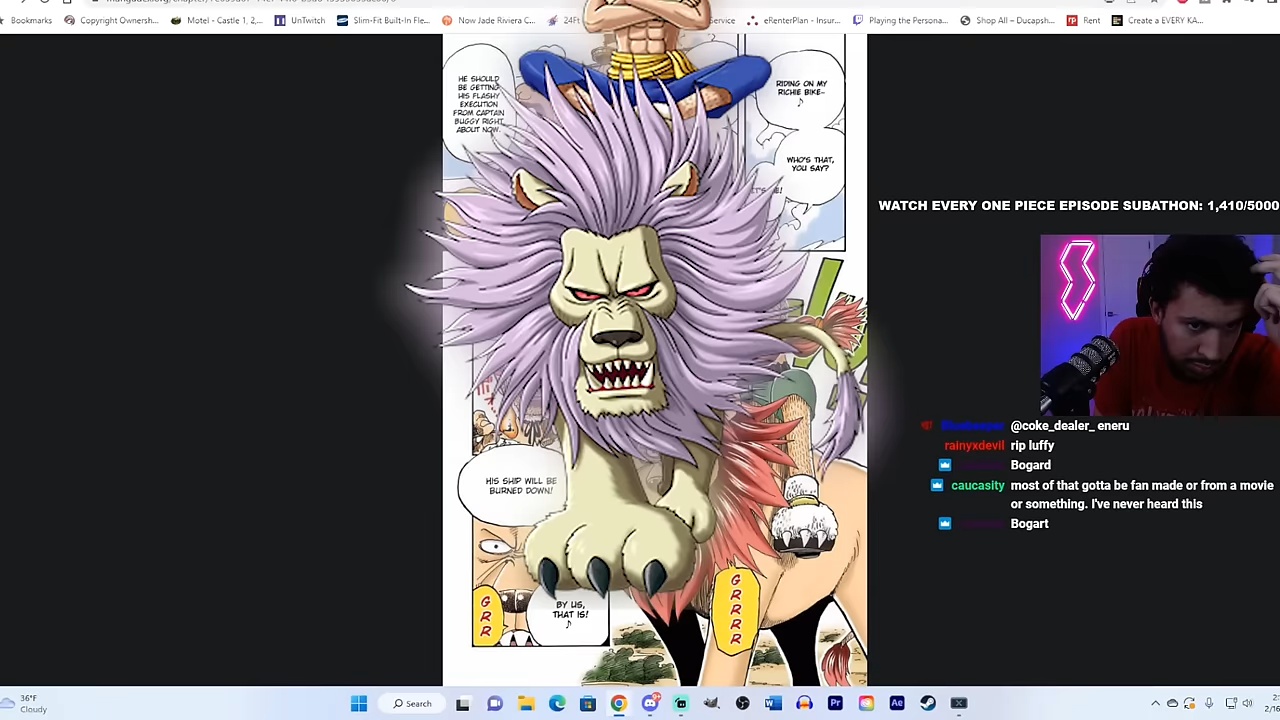 Bookmarks
Copyright Ownersh...
Motel - Castle 1, 2,...
UnTwitch
Slim-Fit Built-In Fle...
Now Jade Riviera C...
24Ft
Service
eRenterPlan - Insur...
Playing the Persona...
Shop All – Ducapsh...
Rent
Create a EVERY KA...
HE SHOULD
BE GETTING
HIS FLASHY
EXECUTION
FROM CAPTAIN
BUGGY RIGHT
ABOUT NOW.
RIDING ON MY
RICHIE BIKE~
♪
WHO'S THAT,
YOU SAY?
WATCH EVERY ONE PIECE EPISODE SUBATHON: 1,410/5000
@coke_dealer_eneru
rainyxdevil rip luffy
Bogard
caucasity most of that gotta be fan made or from a movie
or something. I've never heard this
Bogart
HIS SHIP WILL BE
BURNED DOWN!
GRR
BY US,
THAT IS!
♪
GRRRR
36°F
Cloudy
Search